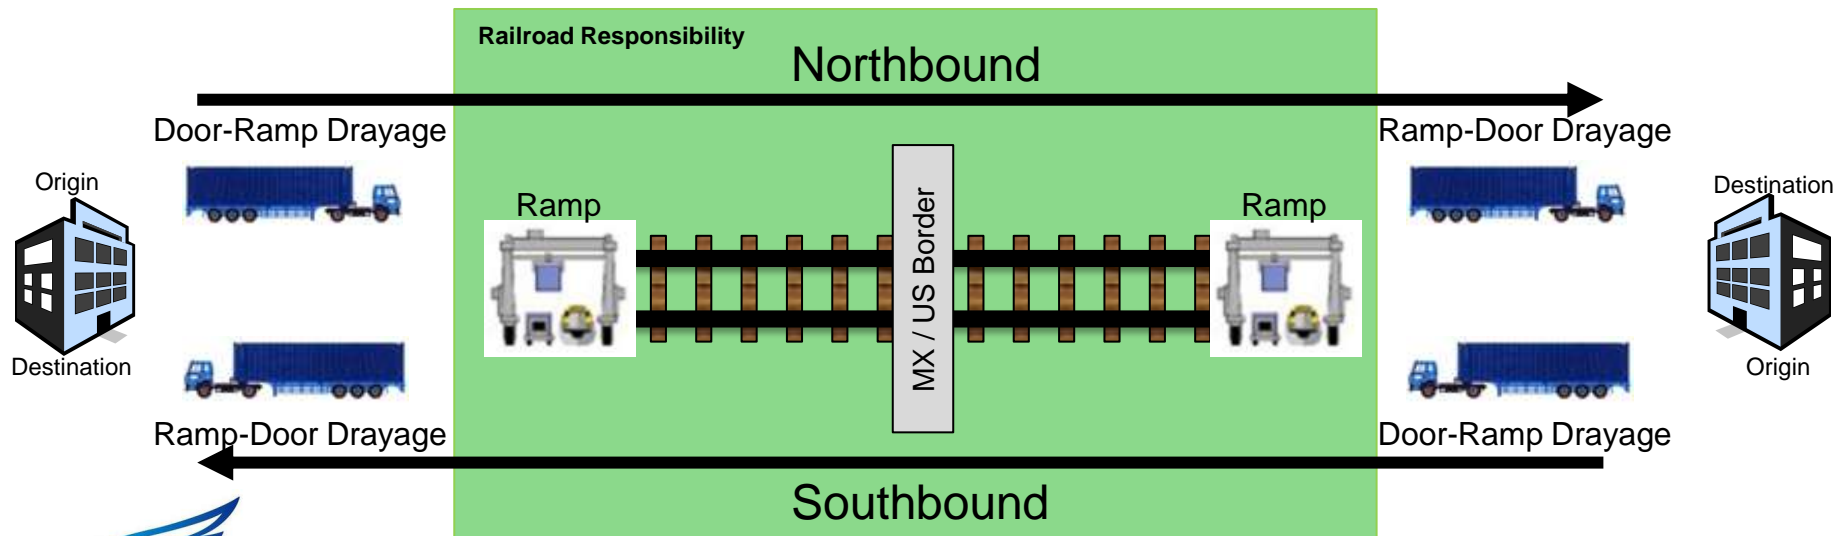 Railroad Responsibility
Northbound
Door-Ramp Drayage
Ramp-Door Drayage
Origin
Destination
Ramp
Ramp
MX / US Border
Destination
Origin
Ramp-Door Drayage
Door-Ramp Drayage
Southbound